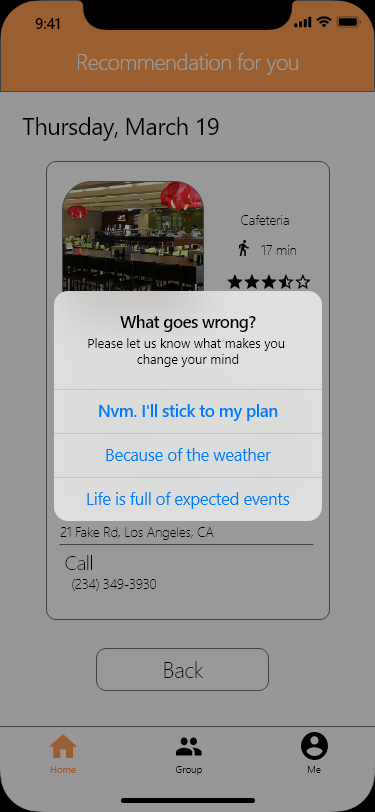 9:41
Recommendation for you
Thursday, March 19
Cafeteria
17 min
What goes wrong?
Please let us know what makes you
change your mind
Nvm. I'll stick to my plan
Because of the weather
Life is full of expected events
21 Fake Rd, Los Angeles, CA
Call
(234) 349-3930
Back
Home
Group
Me